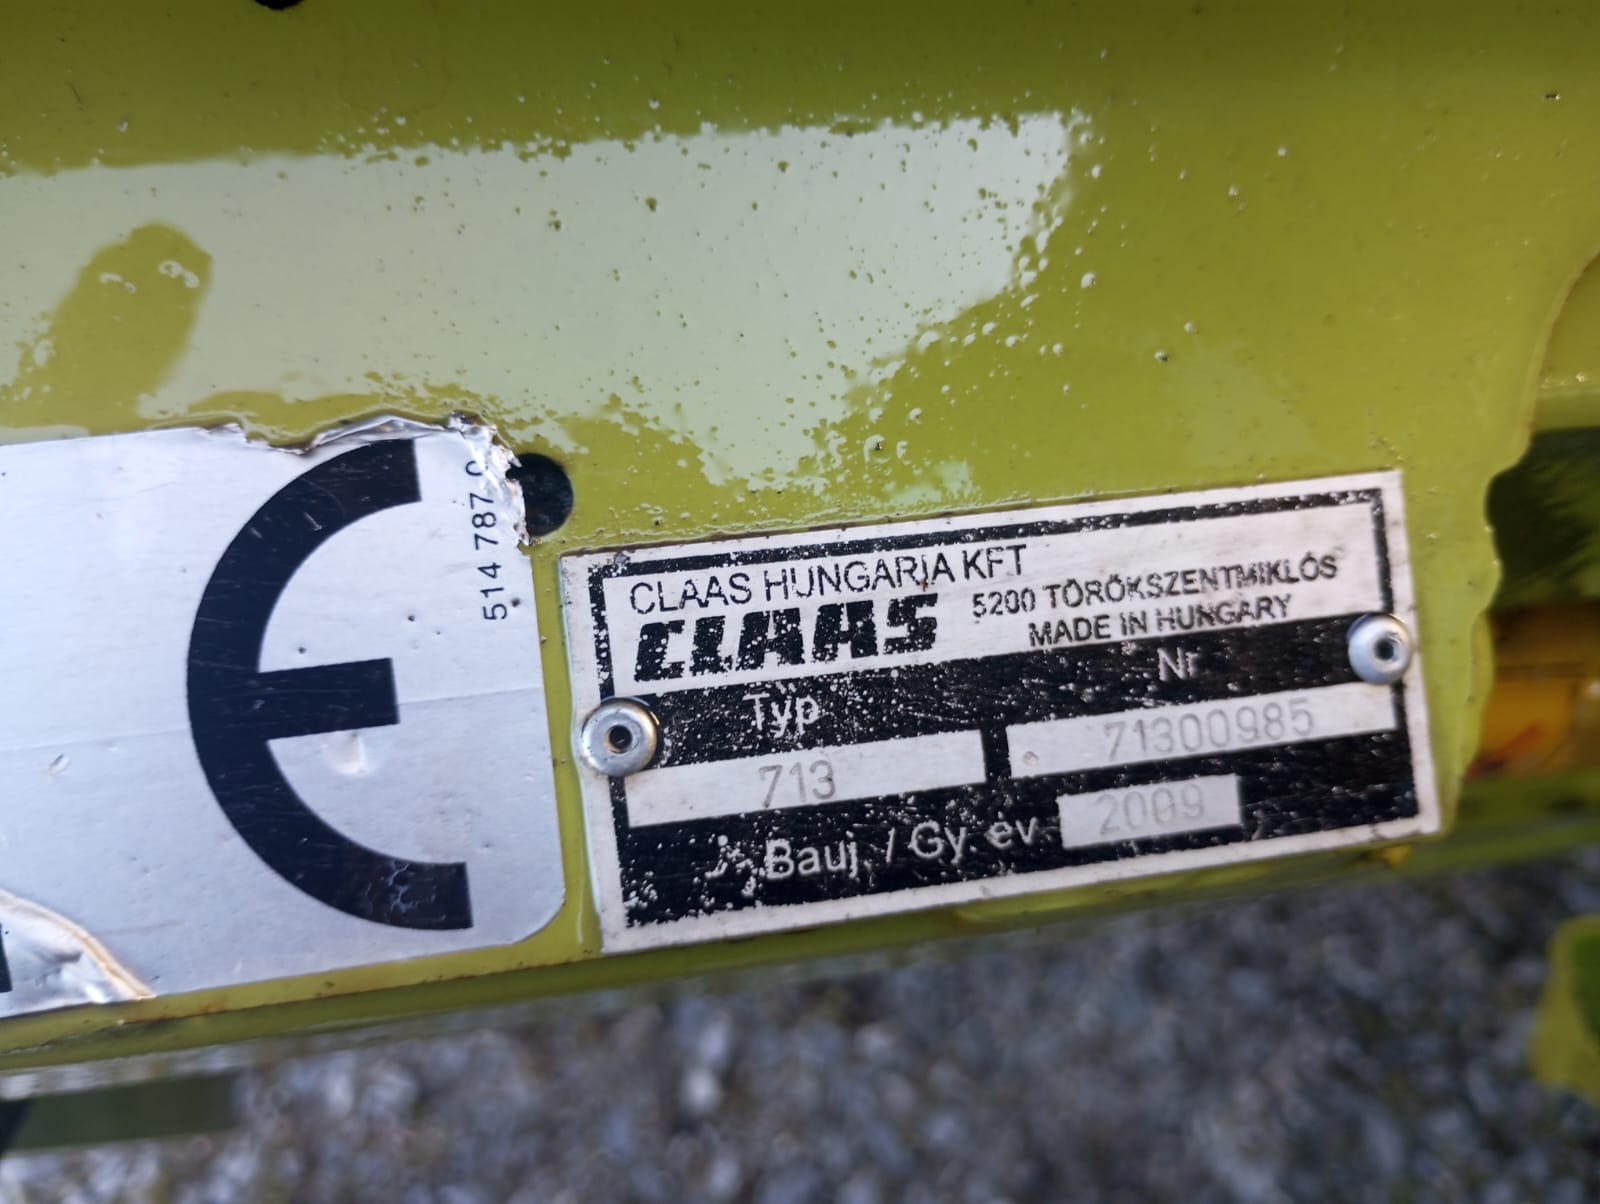 CE
514 787 0
CLAAS HUNGARIA KFT
CLAAS
5200 TÖRÖKSZENTMIKLÓS
MADE IN HUNGARY
Typ
Nr
713
71300985
Bauj. / Gy. év
2009